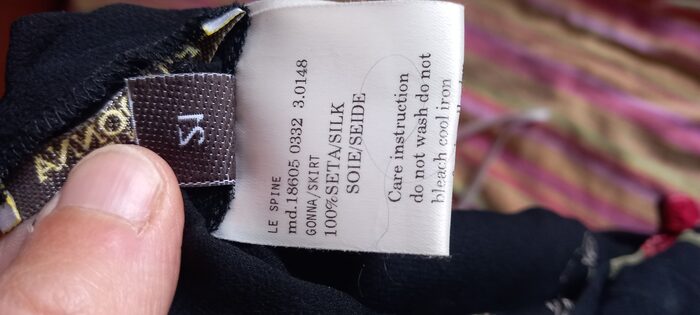 LE SPINE
md.18605 0332 3.0148
GONNA/SKIRT
100%SETA/SILK
SOIE/SEIDE
Care instruction
do not wash do not
bleach cool iron